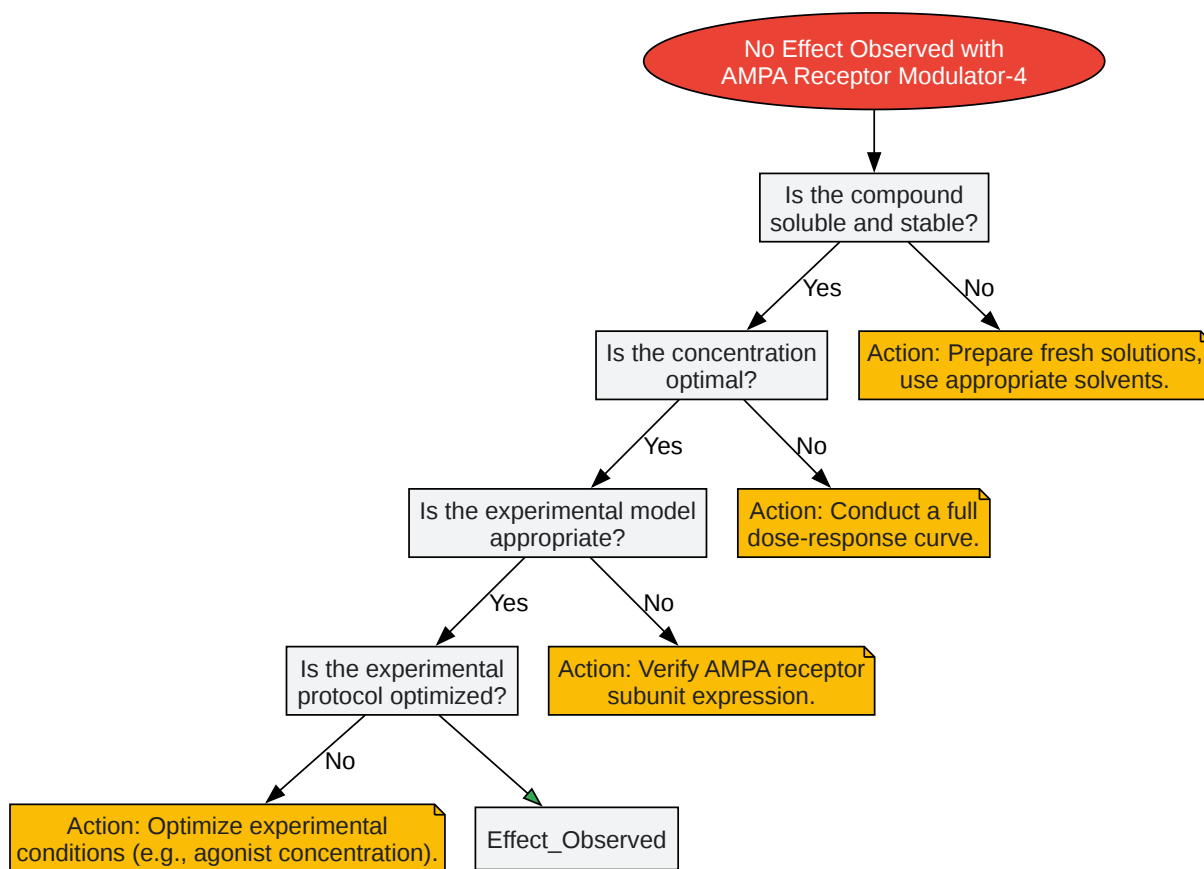 No Effect Observed with
AMPA Receptor Modulator-4
Is the compound
soluble and stable?
Yes
No
Is the concentration
optimal?
Action: Prepare fresh solutions,
use appropriate solvents.
Yes
No
Is the experimental model
appropriate?
Action: Conduct a full
dose-response curve.
Yes
No
Is the experimental
protocol optimized?
Action: Verify AMPA receptor
subunit expression.
No
Action: Optimize experimental
conditions (e.g., agonist concentration).
Effect_Observed